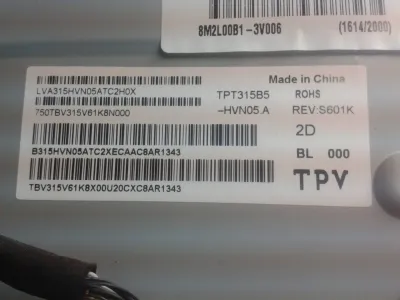 8M2L00B1-3V006 (1614/2000)
Made in China
LVA315HVN05ATC2H0X
TPT315B5 ROHS
750TBV315V61K8N000
-HVN05.A REV:S601K
2D
BL 000
B315HVN05ATC2XECAAC8AR1343
TPV
TBV315V61K8X00U20CXC8AR1343